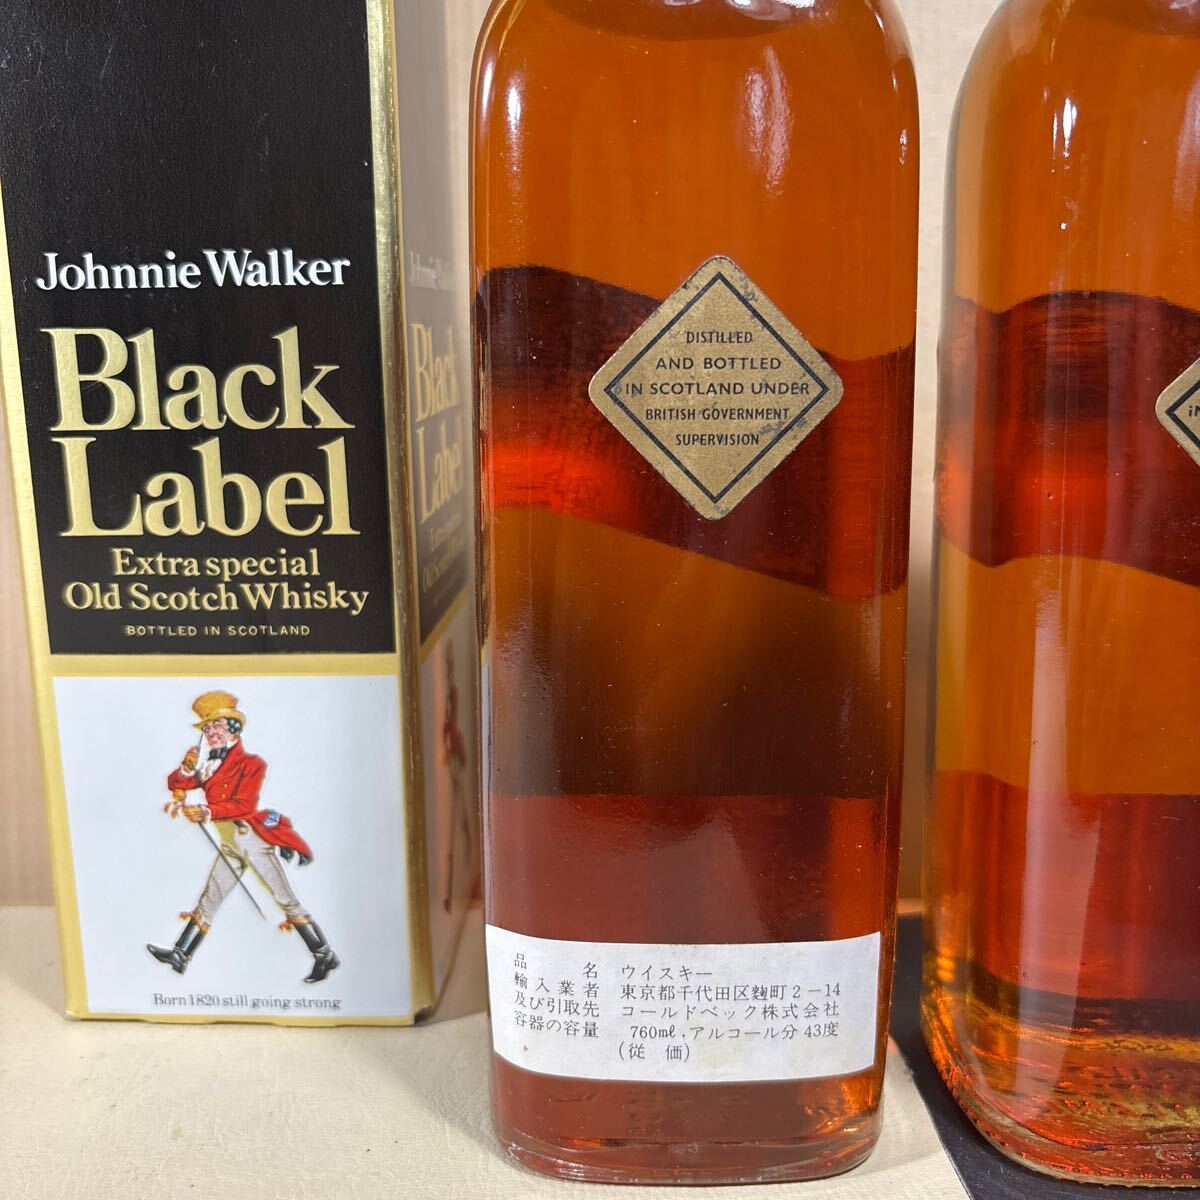 Johnnie Walker
Black
Label
Extra special
Old Scotch Whisky
BOTTLED IN SCOTLAND
Born 1820 still going strong
Black
Label
DISTILLED
AND BOTTLED
IN SCOTLAND UNDER
BRITISH GOVERNMENT
SUPERVISION
品名 ウイスキー
輸入業者 東京都千代田区麹町2-14
及び引取先 コールドベック株式会社
容器の容量 760mℓ.アルコール分43度
(従価)